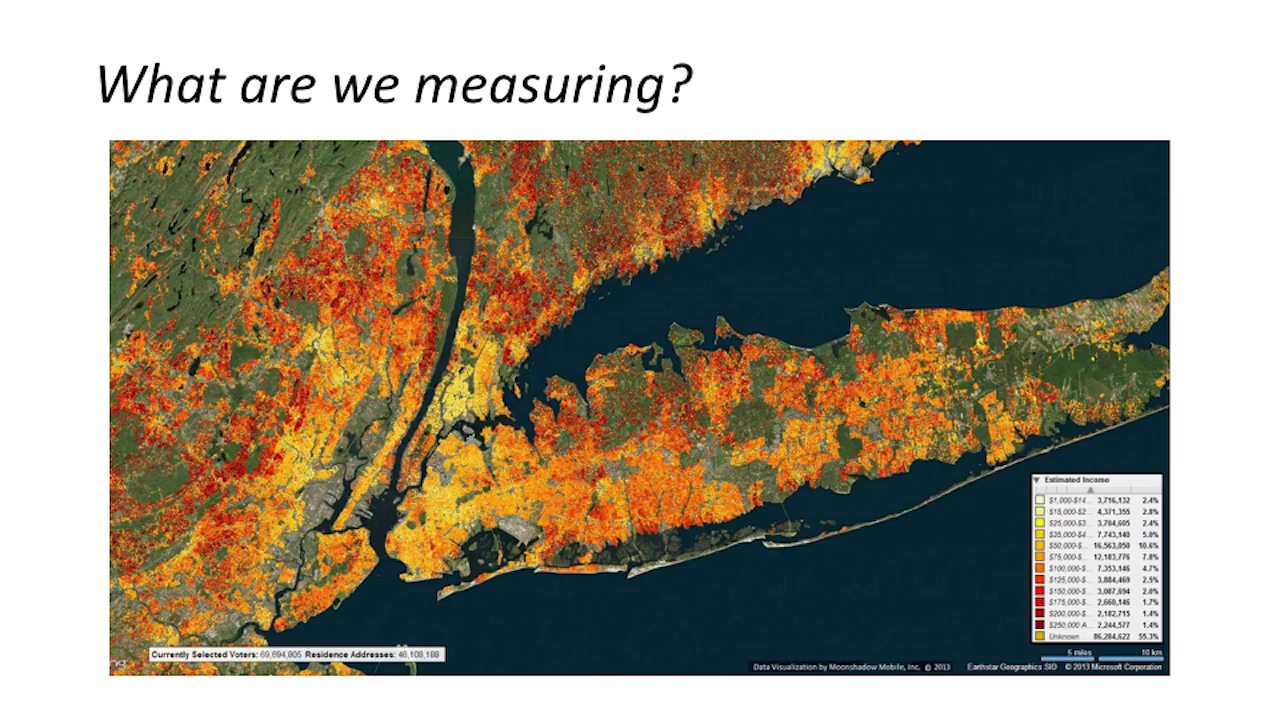 What are we measuring?
Estimated Income
$1,000-$14... 3,716,132 2.4%
$15,000-$2... 4,371,355 2.8%
$25,000-$3... 3,704,605 2.4%
$35,000-$4... 7,743,140 5.0%
$50,000-$... 16,563,050 10.6%
$75,000-$... 12,183,776 7.8%
$100,000-$... 7,353,146 4.7%
$125,000-$... 3,884,469 2.5%
$150,000-$... 3,087,694 2.0%
$175,000-$... 2,660,146 1.7%
$200,000-$... 2,182,715 1.4%
$250,000 A... 2,244,577 1.4%
Unknown 86,284,622 55.3%
Currently Selected Voters: 69,694,805 Residence Addresses: 46,108,188
5 miles 10 km
Data Visualization by Moonshadow Mobile, Inc. © 2013 Earthstar Geographics SIO © 2013 Microsoft Corporation